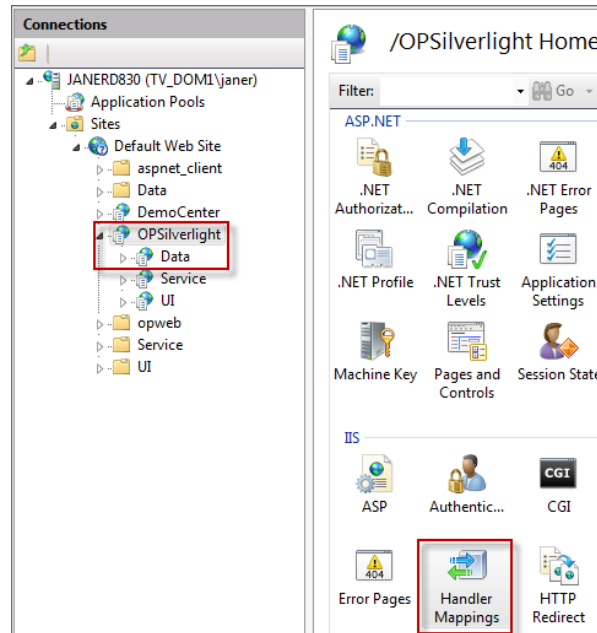 Connections
JANERD830 (TV_DOM1\janer)
Application Pools
Sites
Default Web Site
aspnet_client
Data
DemoCenter
OPSilverlight
Data
Service
UI
opweb
Service
UI
/OPSilverlight Home
Filter:
Go
ASP.NET
.NET
Authorizat...
.NET
Compilation
404
.NET Error
Pages
.NET Profile
.NET Trust
Levels
Application
Settings
Machine Key
Pages and
Controls
Session State
IIS
ASP
Authentic...
CGI
CGI
404
Error Pages
Handler
Mappings
HTTP
Redirect